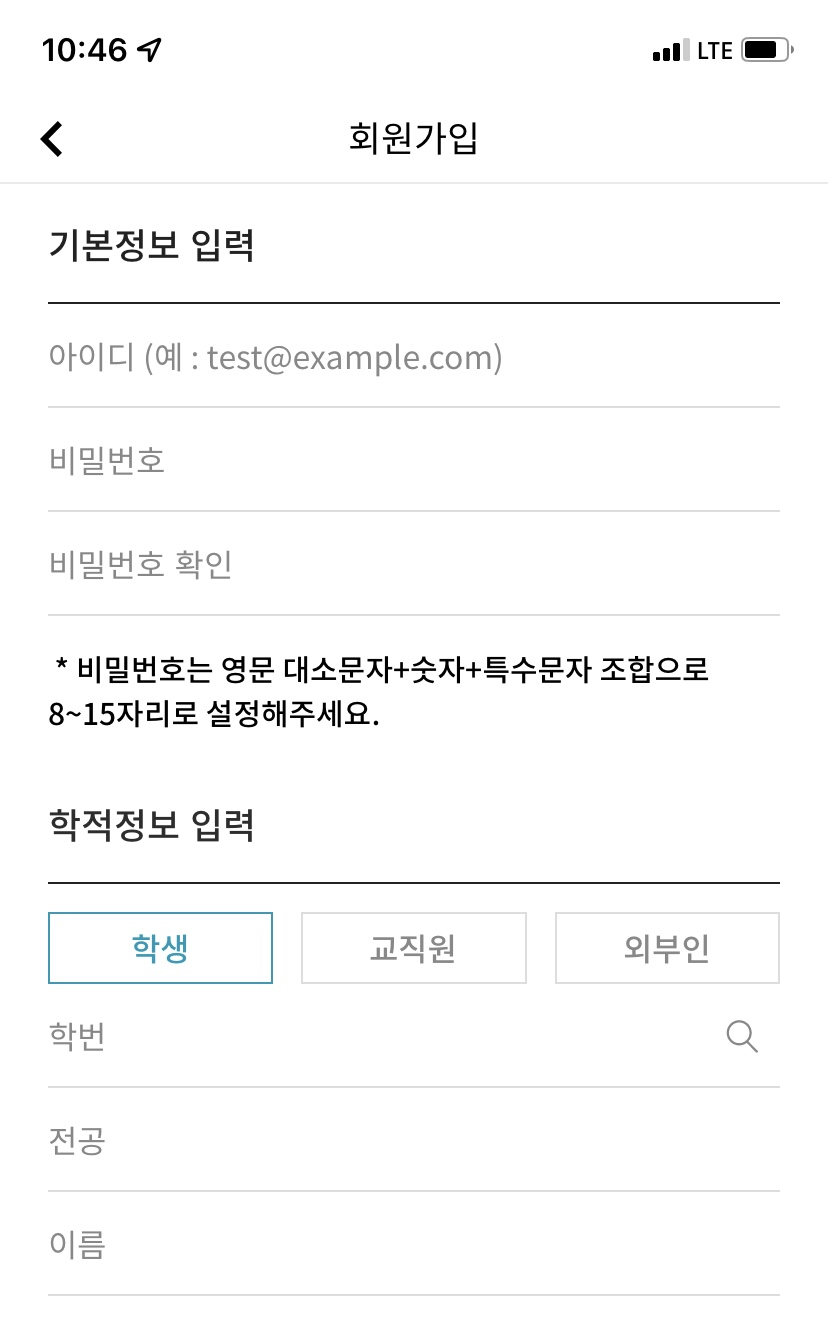 10:46 LTE
회원가입
기본정보 입력
아이디 (예 : test@example.com)
비밀번호
비밀번호 확인
* 비밀번호는 영문 대소문자+숫자+특수문자 조합으로
8~15자리로 설정해주세요.
학적정보 입력
학생 교직원 외부인
학번
전공
이름